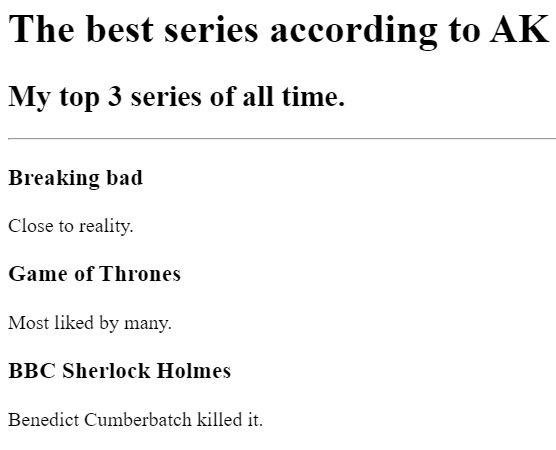 The best series according to AK
My top 3 series of all time.
Breaking bad
Close to reality.
Game of Thrones
Most liked by many.
BBC Sherlock Holmes
Benedict Cumberbatch killed it.